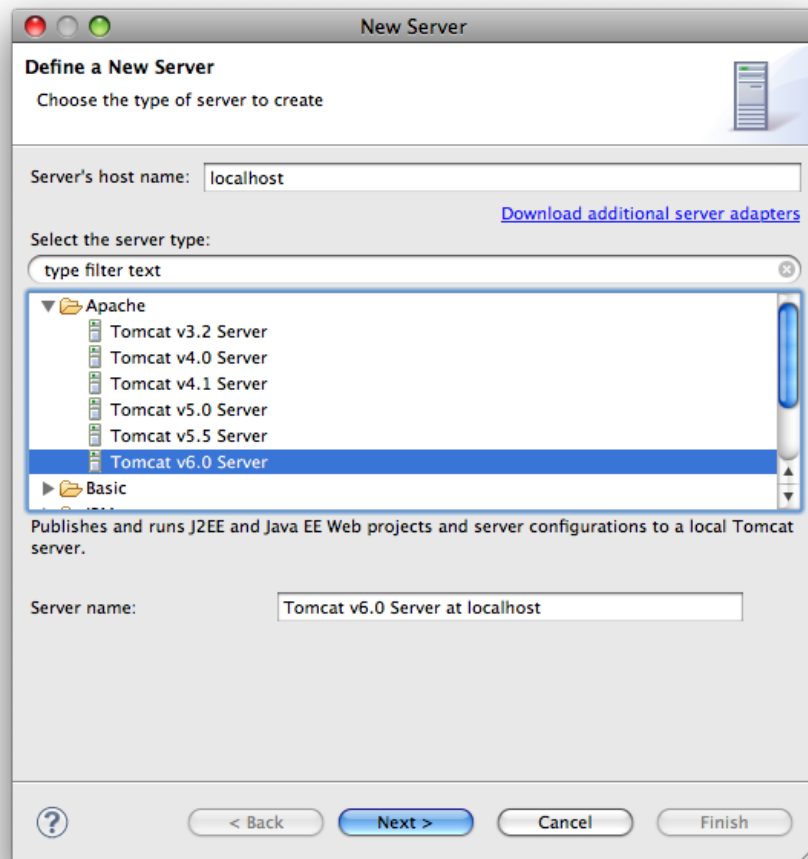 New Server
Define a New Server
Choose the type of server to create
Server's host name: localhost
Download additional server adapters
Select the server type:
type filter text
Apache
Tomcat v3.2 Server
Tomcat v4.0 Server
Tomcat v4.1 Server
Tomcat v5.0 Server
Tomcat v5.5 Server
Tomcat v6.0 Server
Basic
Publishes and runs J2EE and Java EE Web projects and server configurations to a local Tomcat
server.
Server name: Tomcat v6.0 Server at localhost
? < Back Next > Cancel Finish